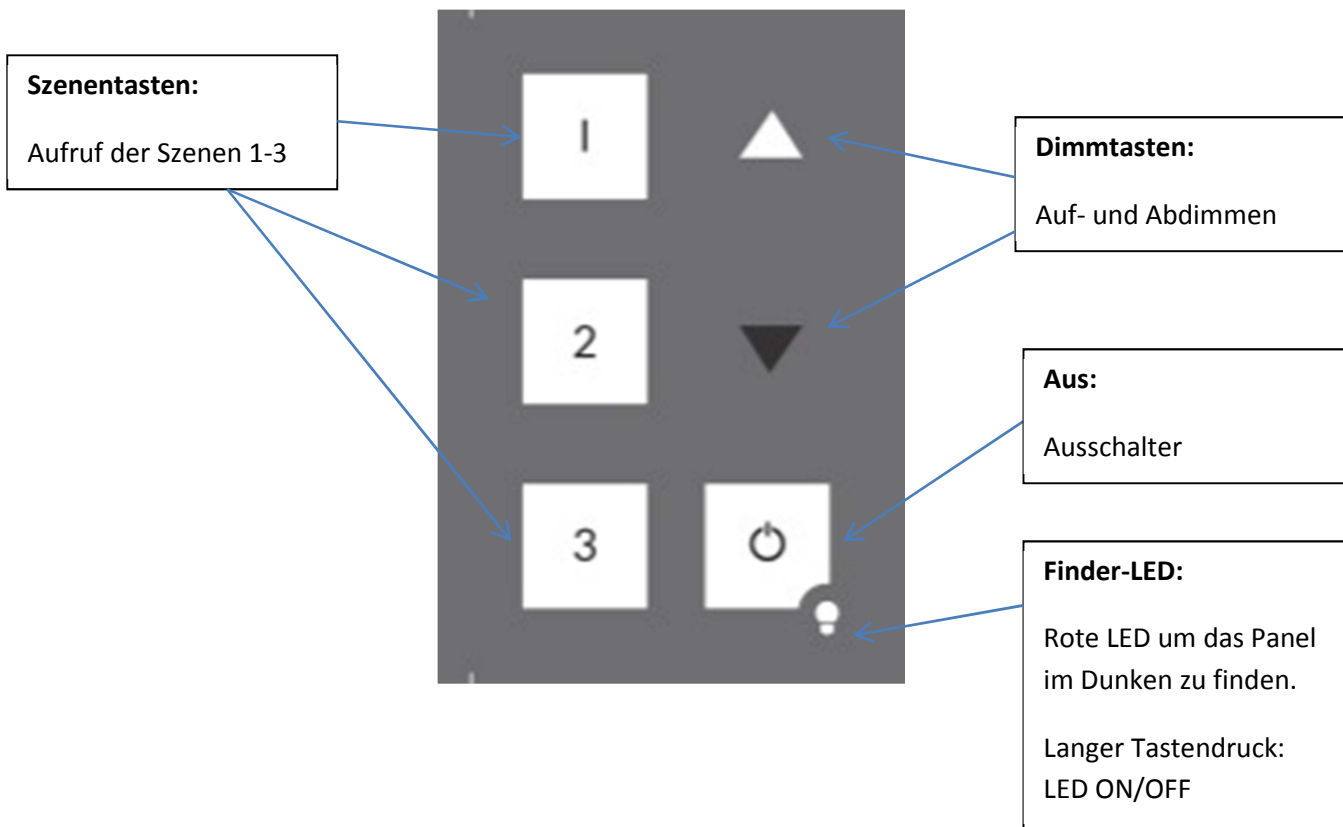 Szenentasten:
Aufruf der Szenen 1-3
I
2
3
Dimmtasten:
Auf- und Abdimmen
Aus:
Ausschalter
Finder-LED:
Rote LED um das Panel
im Dunken zu finden.
Langer Tastendruck:
LED ON/OFF